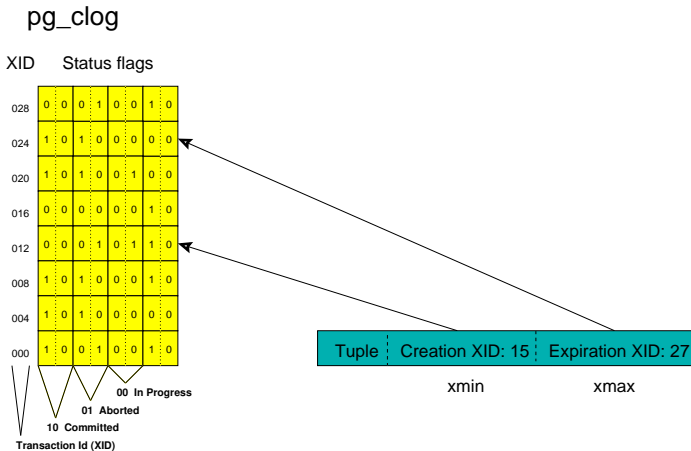 pg_clog
XID Status flags
028 0 0 0 1 0 0 1 0
024 1 0 1 0 0 0 0 0
020 1 0 1 0 0 1 0 0
016 0 0 0 0 0 0 1 0
012 0 0 0 1 0 1 1 0
008 1 0 1 0 0 0 1 0
004 1 0 1 0 0 0 0 0
000 1 0 0 1 0 0 1 0
Tuple Creation XID: 15 Expiration XID: 27
xmin xmax
00 In Progress
01 Aborted
10 Committed
Transaction Id (XID)